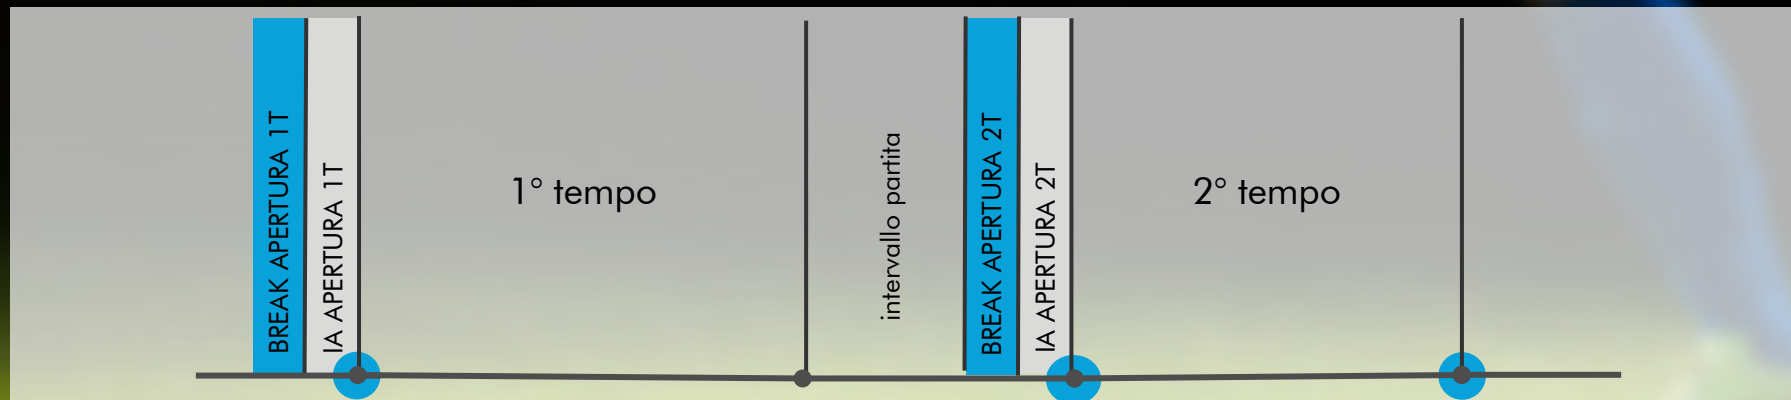 BREAK APERTURA 1T
IA APERTURA 1T
1° tempo
intervallo partita
BREAK APERTURA 2T
IA APERTURA 2T
2° tempo